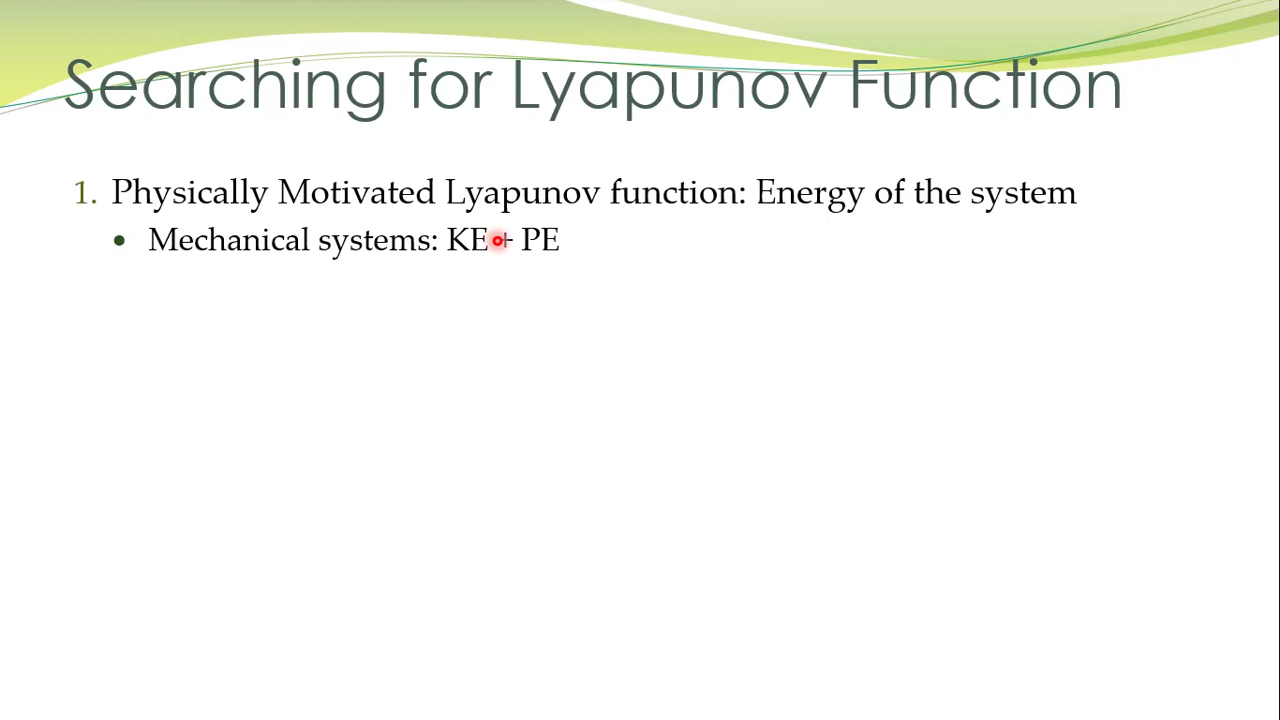 Searching for Lyapunov Function
1. Physically Motivated Lyapunov function: Energy of the system
• Mechanical systems: KE + PE